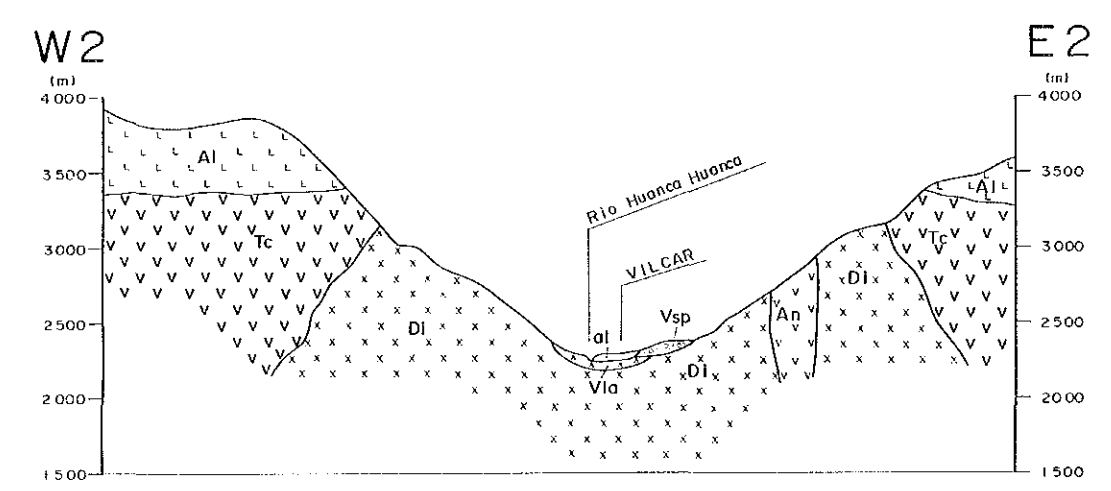 W2
E2
(m)
(m)
4000
4000
3500
3500
3000
3000
2500
2500
2000
2000
1500
1500
Al
Al
Tc
Tc
Rio Huanca Huanca
VILCAR
Vsp
al
Vla
Di
Di
Di
An